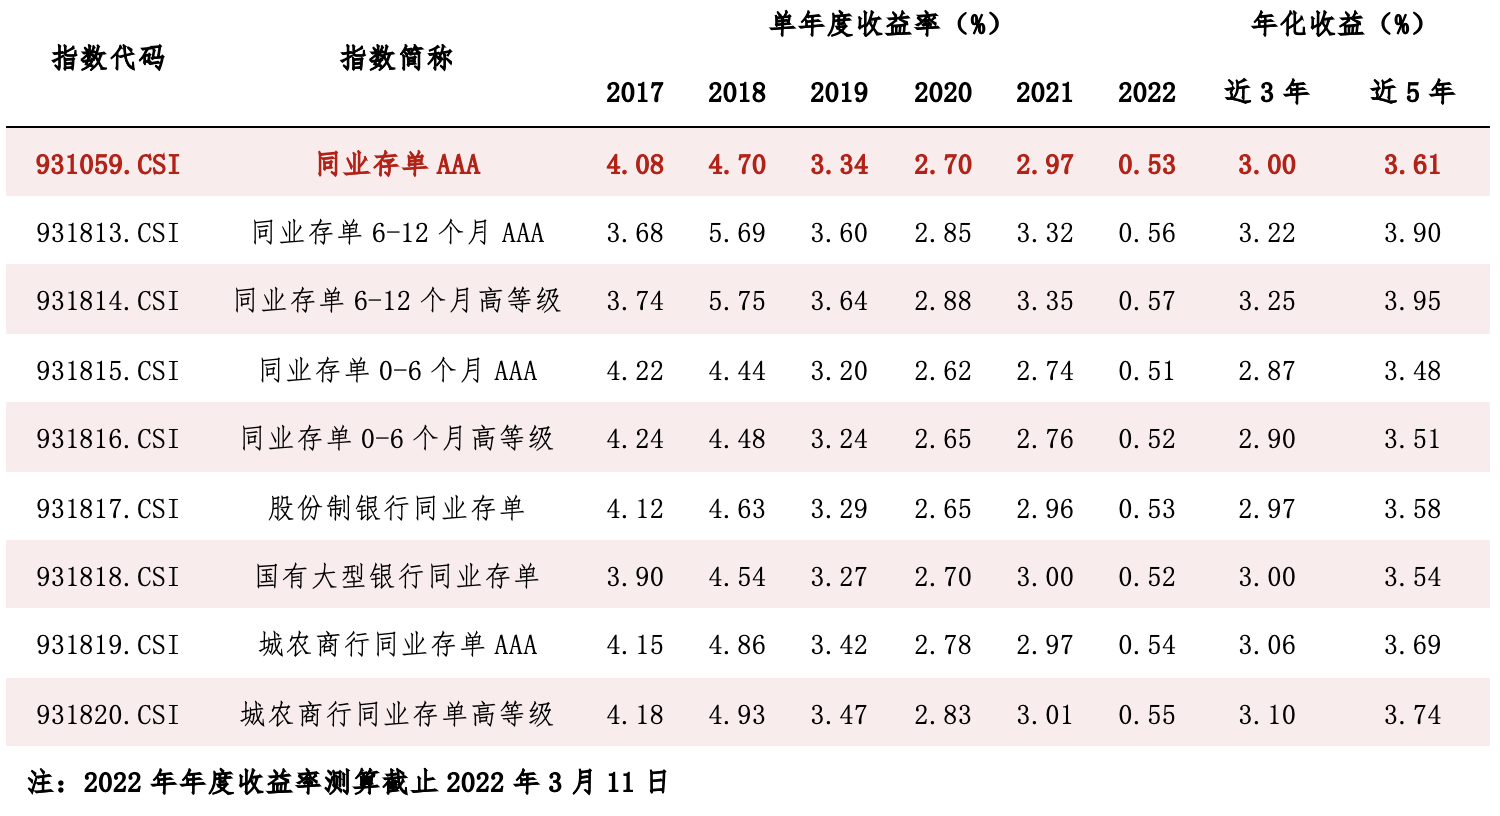 指数代码 指数简称 单年度收益率（%） 年化收益（%）
2017 2018 2019 2020 2021 2022 近 3 年 近 5 年
931059.CSI 同业存单 AAA 4.08 4.70 3.34 2.70 2.97 0.53 3.00 3.61
931813.CSI 同业存单 6-12 个月 AAA 3.68 5.69 3.60 2.85 3.32 0.56 3.22 3.90
931814.CSI 同业存单 6-12 个月高等级 3.74 5.75 3.64 2.88 3.35 0.57 3.25 3.95
931815.CSI 同业存单 0-6 个月 AAA 4.22 4.44 3.20 2.62 2.74 0.51 2.87 3.48
931816.CSI 同业存单 0-6 个月高等级 4.24 4.48 3.24 2.65 2.76 0.52 2.90 3.51
931817.CSI 股份制银行同业存单 4.12 4.63 3.29 2.65 2.96 0.53 2.97 3.58
931818.CSI 国有大型银行同业存单 3.90 4.54 3.27 2.70 3.00 0.52 3.00 3.54
931819.CSI 城农商行同业存单 AAA 4.15 4.86 3.42 2.78 2.97 0.54 3.06 3.69
931820.CSI 城农商行同业存单高等级 4.18 4.93 3.47 2.83 3.01 0.55 3.10 3.74
注：2022 年年度收益率测算截止 2022 年 3 月 11 日